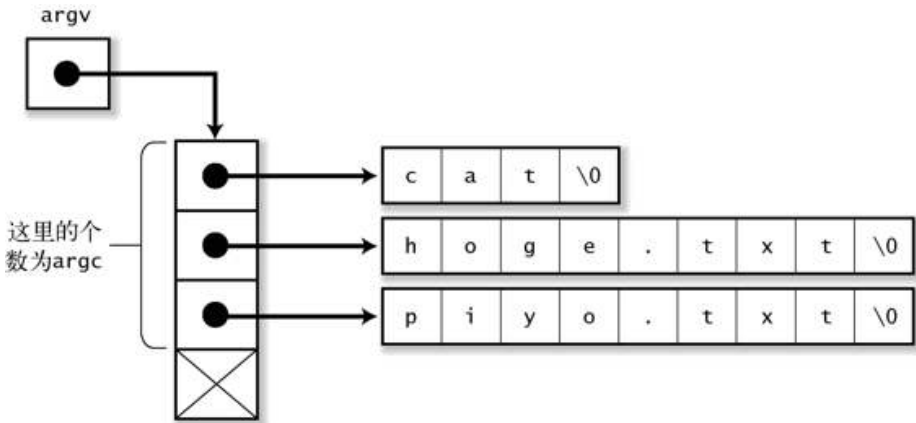 argv
c a t \0
这里的个
数为argc
h o g e . t x t \0
p i y o . t x t \0